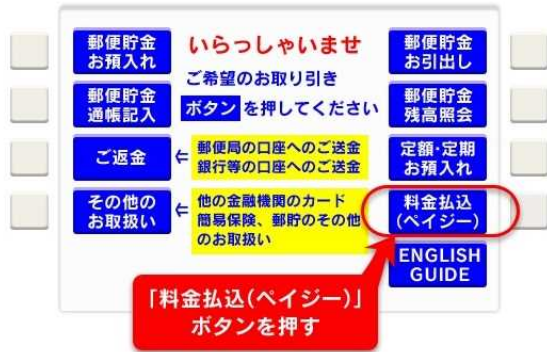 郵便貯金
お預入れ
いらっしゃいませ
郵便貯金
お引出し
ご希望のお取り引き
ボタン を押してください
郵便貯金
通帳記入
郵便貯金
残高照会
ご返金
⇐ 郵便局の口座へのご送金
銀行等の口座へのご送金
定額・定期
お預入れ
その他の
お取扱い
⇐ 他の金融機関のカード
簡易保険、郵貯のその他
のお取扱い
料金払込
(ペイジー)
ENGLISH
GUIDE
「料金払込(ペイジー)」
ボタンを押す